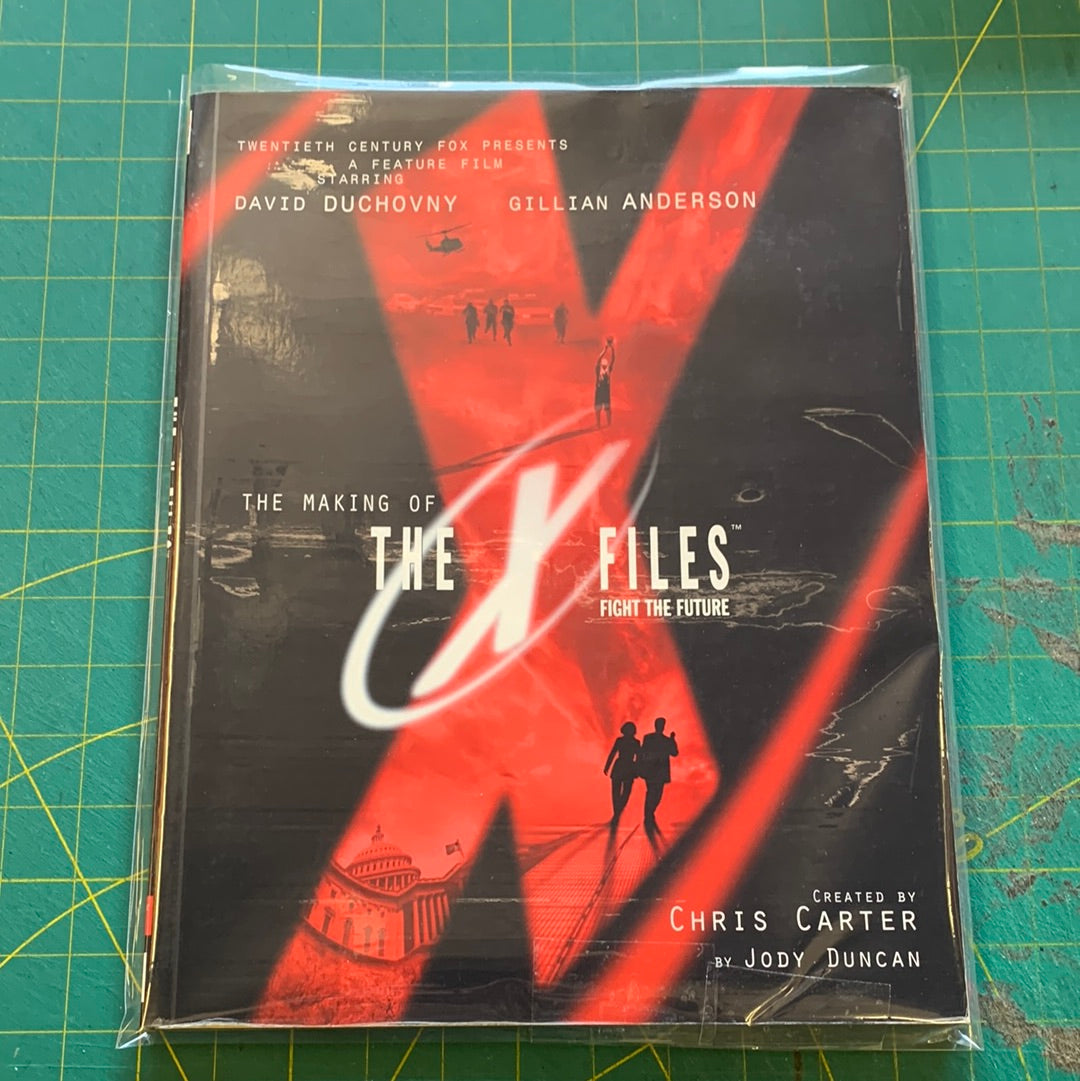 TWENTIETH CENTURY FOX PRESENTS
A FEATURE FILM
STARRING
DAVID DUCHOVNY GILLIAN ANDERSON
THE MAKING OF
THE X FILES™
FIGHT THE FUTURE
CREATED BY
CHRIS CARTER
BY JODY DUNCAN